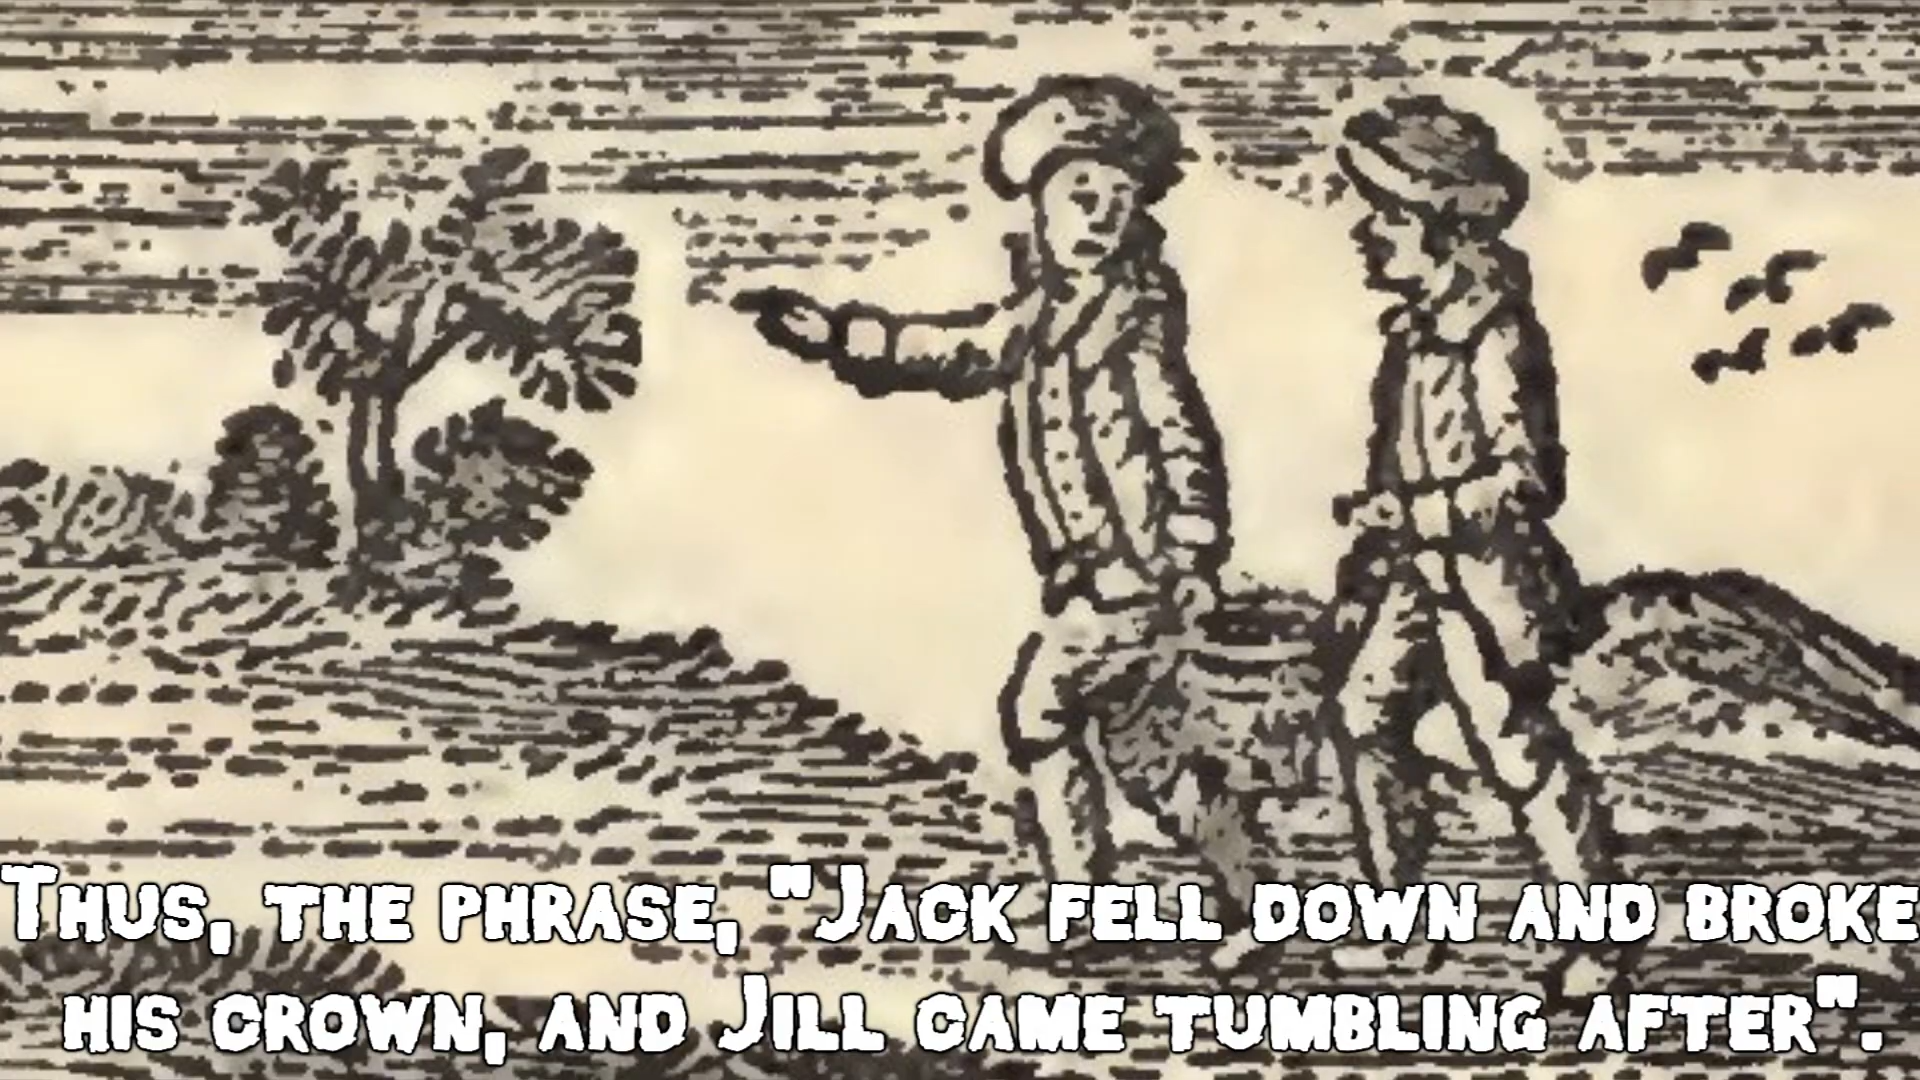 Thus, the phrase, "Jack fell down and broke
his crown, and Jill came tumbling after".